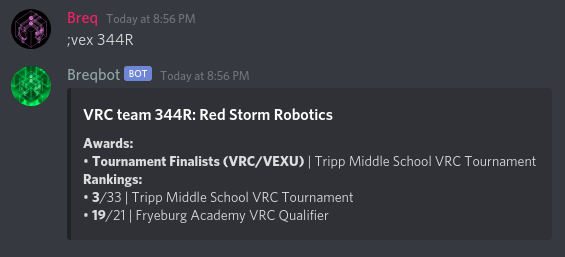 Breq Today at 8:56 PM
;vex 344R
Breqbot BOT Today at 8:56 PM
VRC team 344R: Red Storm Robotics
Awards:
• Tournament Finalists (VRC/VEXU) | Tripp Middle School VRC Tournament
Rankings:
• 3/33 | Tripp Middle School VRC Tournament
• 19/21 | Fryeburg Academy VRC Qualifier